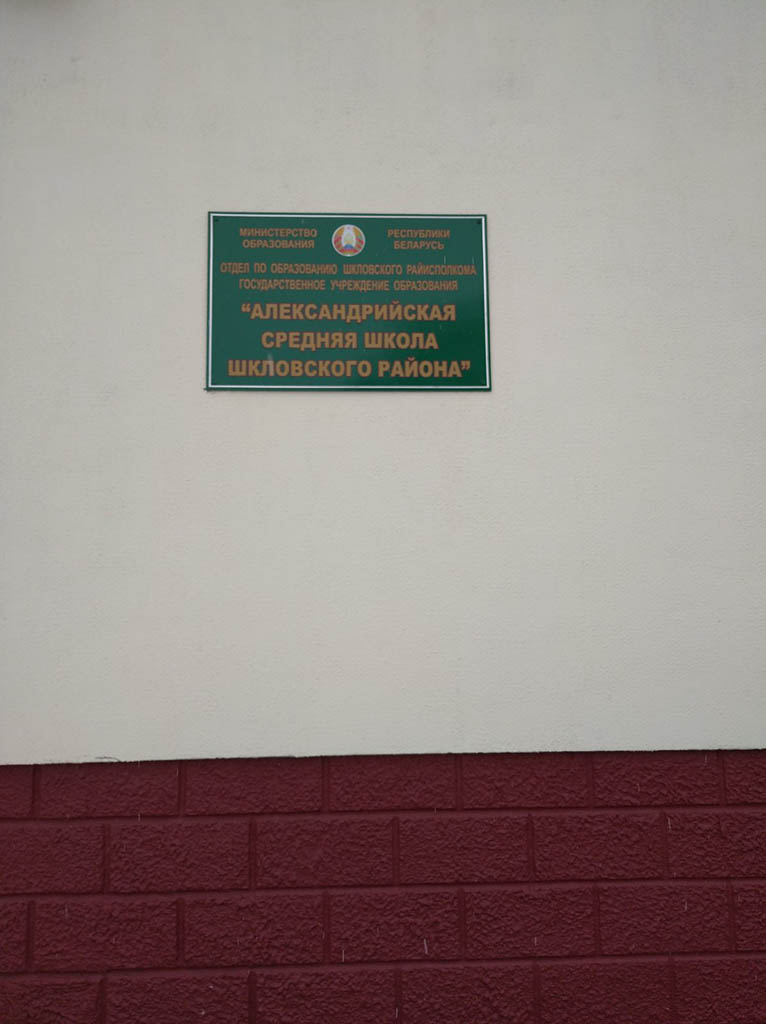 МИНИСТЕРСТВО РЕСПУБЛИКИ
ОБРАЗОВАНИЯ БЕЛАРУСЬ
ОТДЕЛ ПО ОБРАЗОВАНИЮ ШКЛОВСКОГО РАЙИСПОЛКОМА
ГОСУДАРСТВЕННОЕ УЧРЕЖДЕНИЕ ОБРАЗОВАНИЯ
“АЛЕКСАНДРИЙСКАЯ
СРЕДНЯЯ ШКОЛА
ШКЛОВСКОГО РАЙОНА”